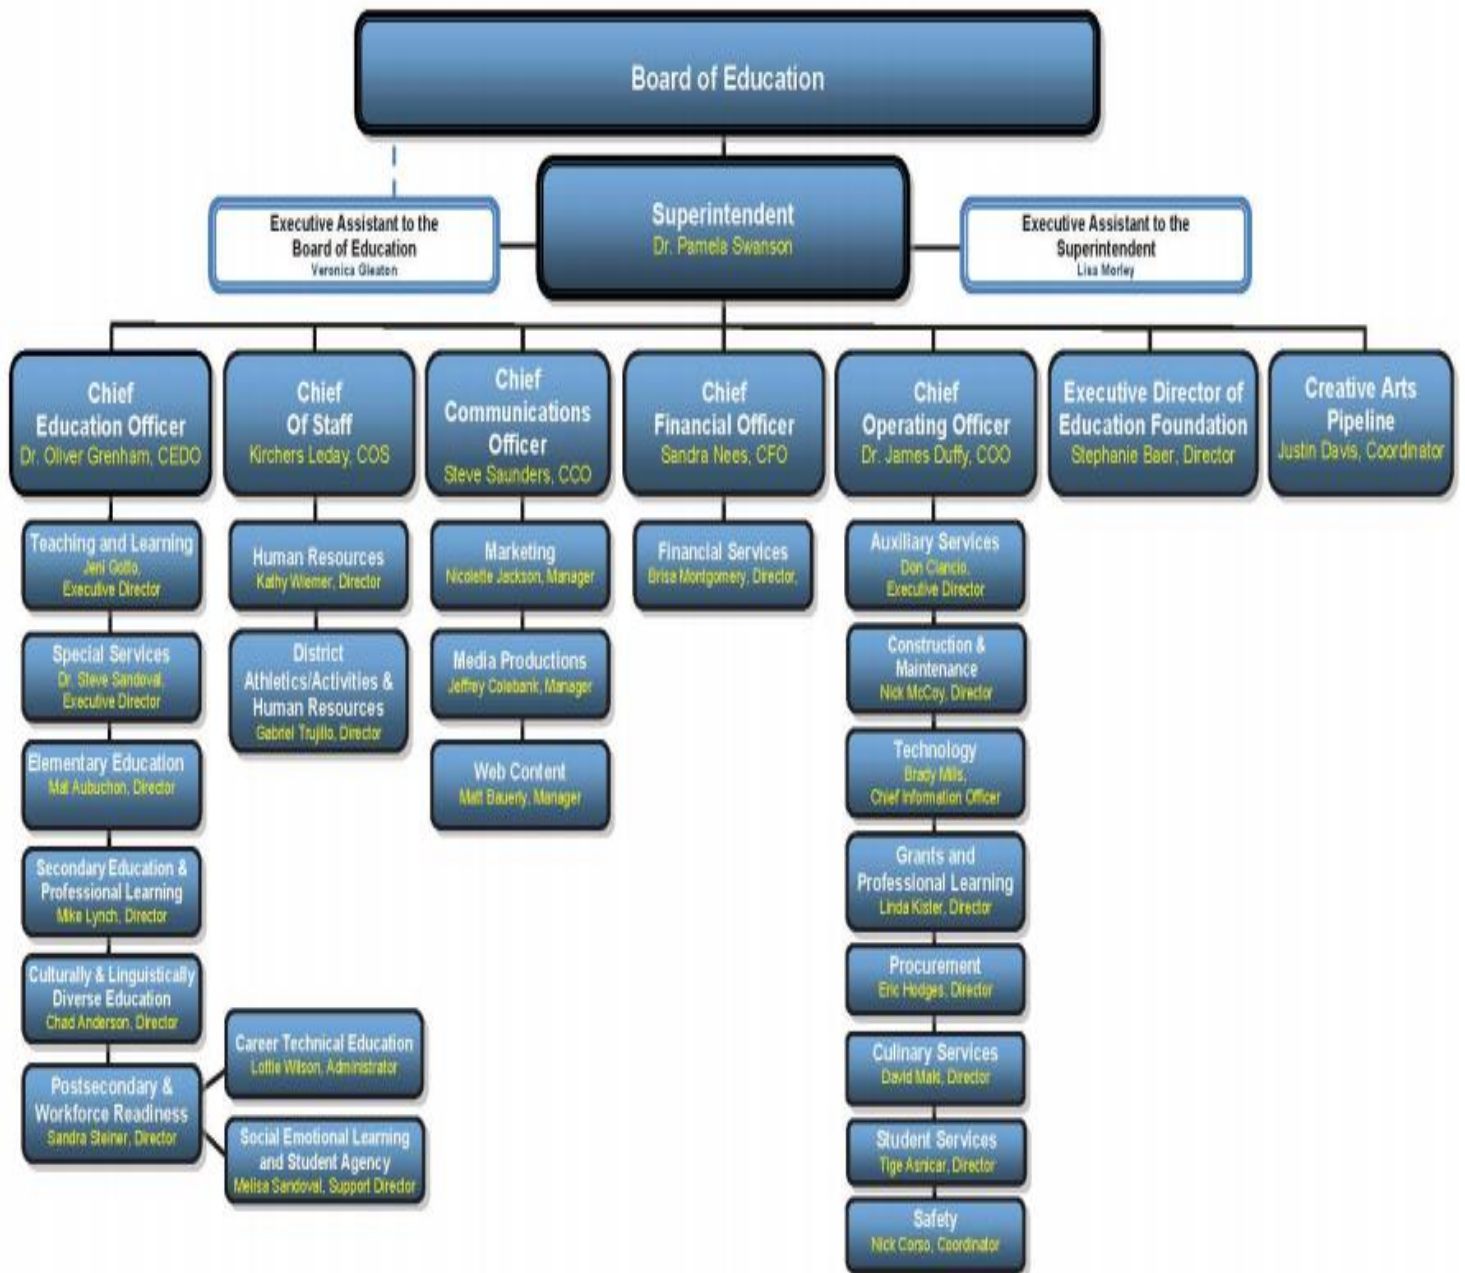 Board of Education
Superintendent
Dr. Pamela Swanson
Executive Assistant to the
Board of Education
Veronica Gleaton
Executive Assistant to the
Superintendent
Lisa Morley
Chief
Education Officer
Dr. Oliver Grenham, CEDO
Chief
Of Staff
Kirchers Leday, COS
Chief
Communications
Officer
Steve Saunders, CCO
Chief
Financial Officer
Sandra Nees, CFO
Chief
Operating Officer
Dr. James Duffy, COO
Executive Director of
Education Foundation
Stephanie Baer, Director
Creative Arts
Pipeline
Justin Davis, Coordinator
Teaching and Learning
Jeni Gotto,
Executive Director
Special Services
Dr. Steve Sandoval,
Executive Director
Elementary Education
Mat Aubuchon, Director
Secondary Education &
Professional Learning
Mike Lynch, Director
Culturally & Linguistically
Diverse Education
Chad Anderson, Director
Postsecondary &
Workforce Readiness
Sandra Steiner, Director
Career Technical Education
Lottie Wilson, Administrator
Social Emotional Learning
and Student Agency
Melisa Sandoval, Support Director
Human Resources
Kathy Wiemer, Director
District
Athletics/Activities &
Human Resources
Gabriel Trujillo, Director
Marketing
Nicolette Jackson, Manager
Media Productions
Jeffrey Colebank, Manager
Web Content
Matt Bauerly, Manager
Financial Services
Brisa Montgomery, Director,
Auxiliary Services
Don Ciancio,
Executive Director
Construction &
Maintenance
Nick McCoy, Director
Technology
Brady Mills,
Chief Information Officer
Grants and
Professional Learning
Linda Kister, Director
Procurement
Eric Hodges, Director
Culinary Services
David Maki, Director
Student Services
Tige Asnicar, Director
Safety
Nick Corso, Coordinator